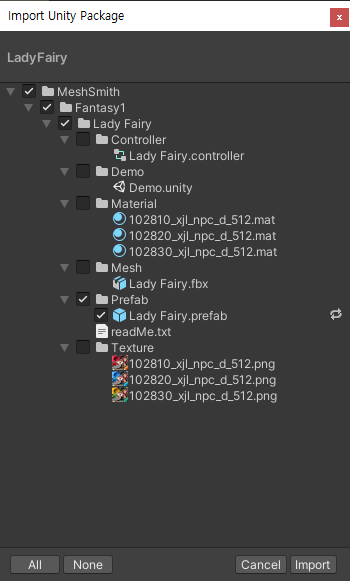 Import Unity Package
x
LadyFairy
MeshSmith
Fantasy1
Lady Fairy
Controller
Lady Fairy.controller
Demo
Demo.unity
Material
102810_xjl_npc_d_512.mat
102820_xjl_npc_d_512.mat
102830_xjl_npc_d_512.mat
Mesh
Lady Fairy.fbx
Prefab
Lady Fairy.prefab
readMe.txt
Texture
102810_xjl_npc_d_512.png
102820_xjl_npc_d_512.png
102830_xjl_npc_d_512.png
All None Cancel Import